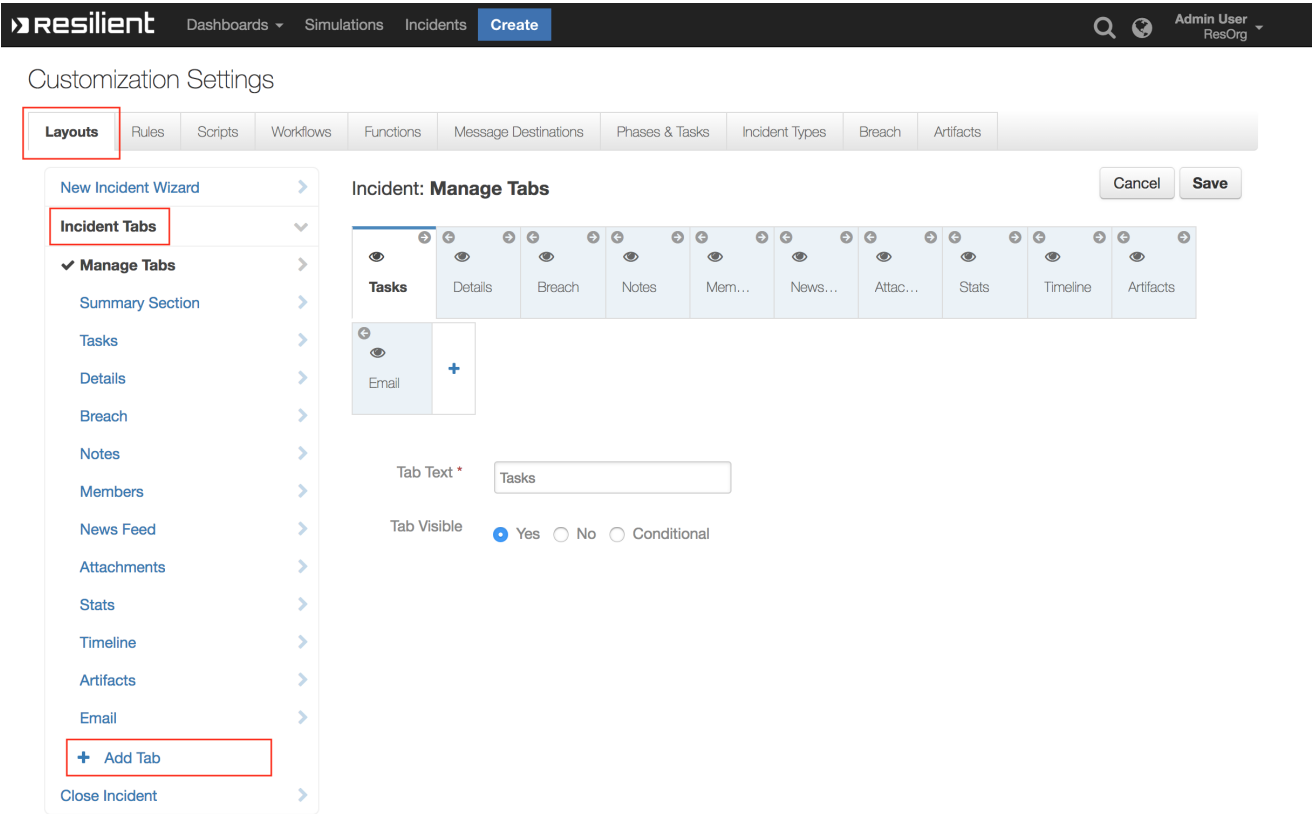 Resilient Dashboards Simulations Incidents Create Admin User
ResOrg
Customization Settings
Layouts Rules Scripts Workflows Functions Message Destinations Phases & Tasks Incident Types Breach Artifacts
New Incident Wizard
Incident Tabs
Manage Tabs
Summary Section
Tasks
Details
Breach
Notes
Members
News Feed
Attachments
Stats
Timeline
Artifacts
Email
+ Add Tab
Close Incident
Incident: Manage Tabs
Cancel Save
Tasks Details Breach Notes Mem... News... Attac... Stats Timeline Artifacts
Email +
Tab Text * Tasks
Tab Visible Yes No Conditional